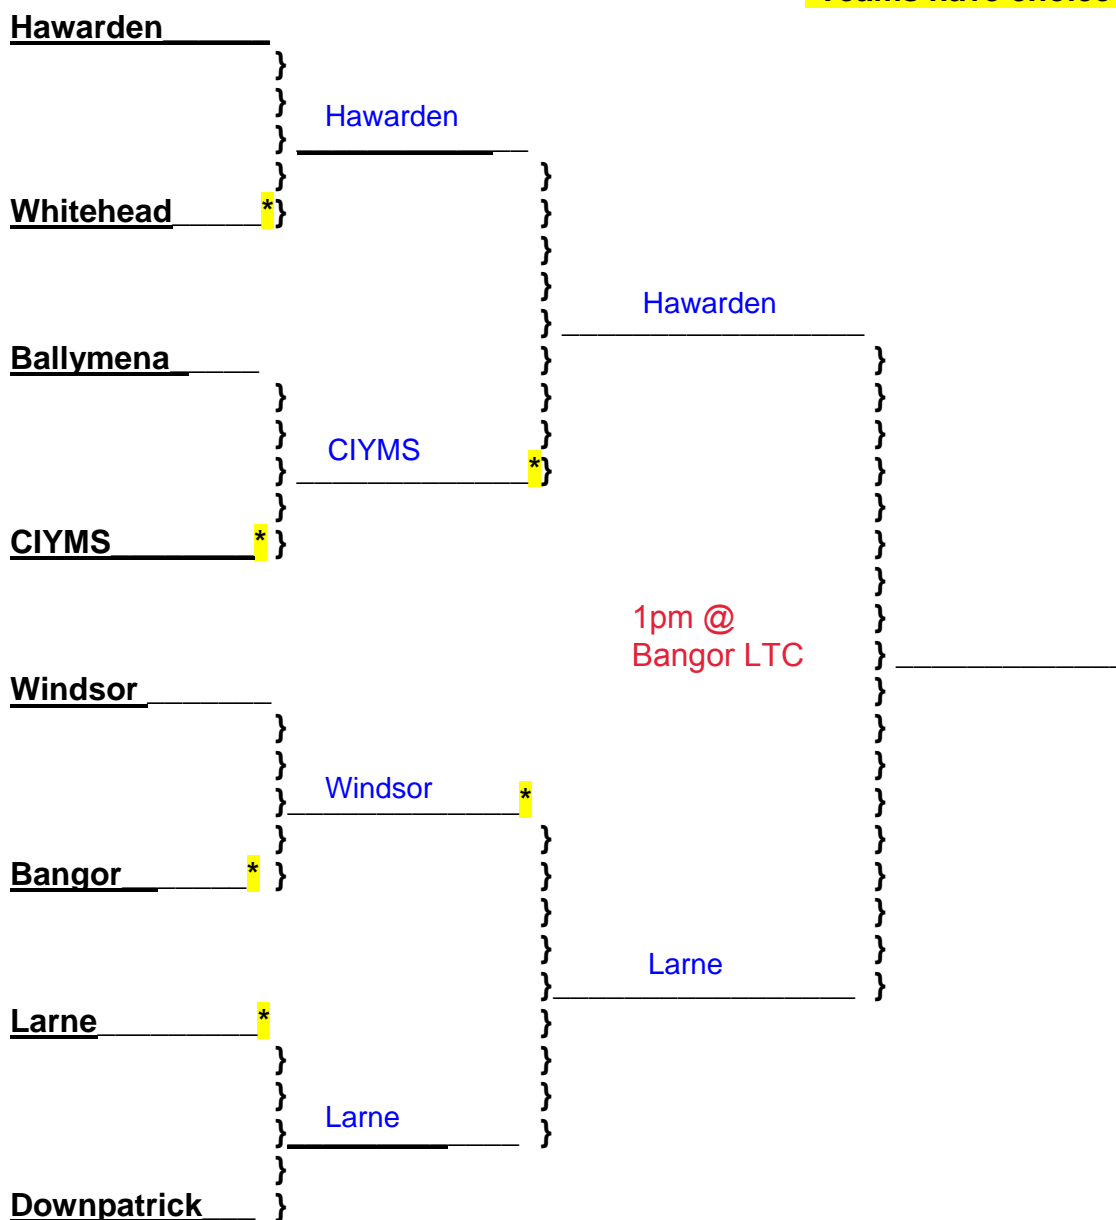 Hawarden
Hawarden
Whitehead *
Hawarden
Ballymena
CIYMS *
CIYMS *
1pm @
Bangor LTC
Windsor
Windsor *
Bangor *
Larne
Larne *
Larne
Downpatrick